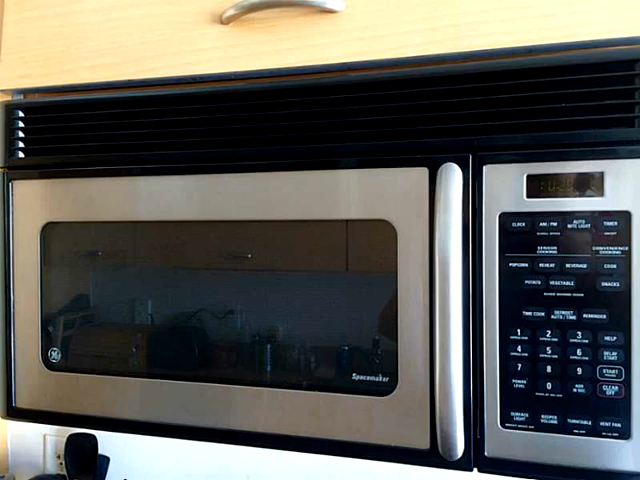 CLOCK AM / PM AUTO NITE LIGHT TIMER
SENSOR COOKING CONVENIENCE COOKING
POPCORN REHEAT BEVERAGE COOK
POTATO VEGETABLE SNACKS
TIME COOK DEFROST AUTO/TIME REMINDER
1 2 3 HELP
4 5 6 DELAY START
7 8 9 START
POWER LEVEL 0 ADD 30 SEC CLEAR OFF
SURFACE LIGHT BEEPER VOLUME TURNTABLE VENT FAN
GE
Spacemaker